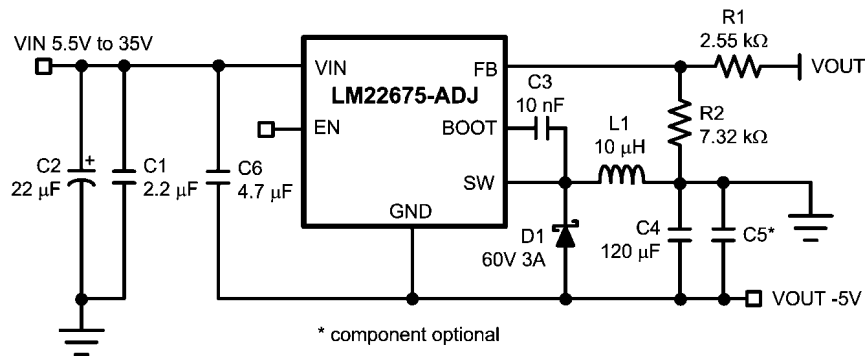 R1
VIN 5.5V to 35V
2.55 kΩ
VIN
FB
VOUT
LM22675-ADJ
C3
10 nF
R2
7.32 kΩ
L1
10 μH
EN
BOOT
C2
22 μF
+
C1
2.2 μF
C6
4.7 μF
SW
GND
D1
60V 3A
C4
120 μF
C5*
VOUT -5V
* component optional